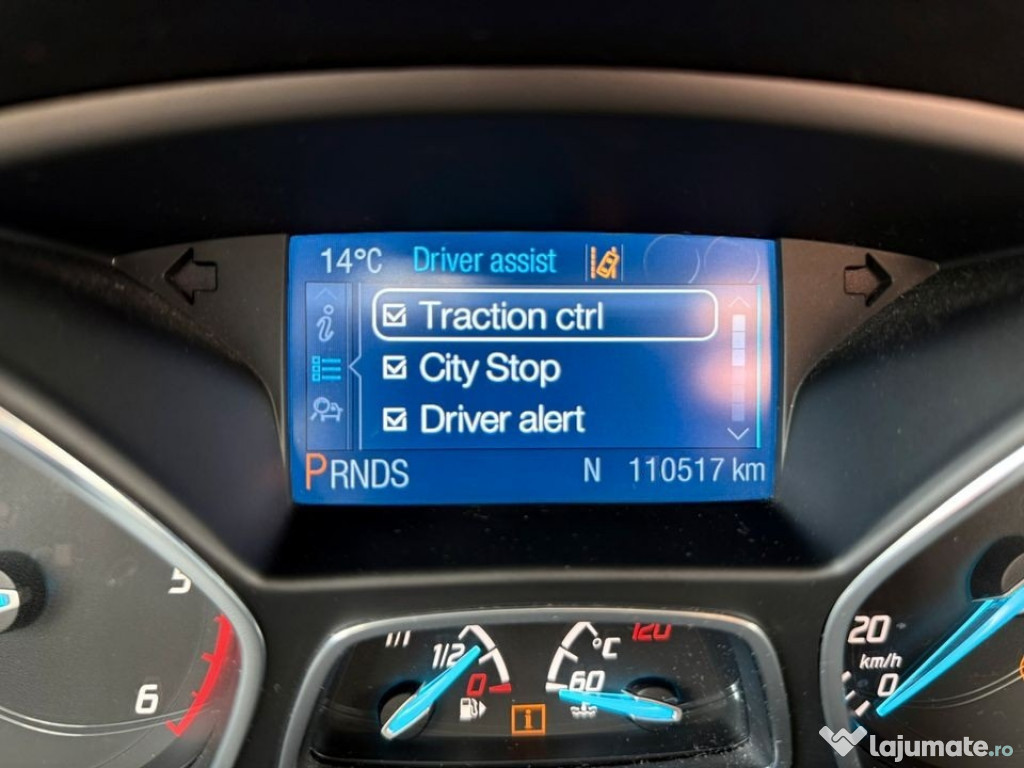 14°C Driver assist
Traction ctrl
City Stop
Driver alert
PRNDS N 110517 km
5
6
1/1
1/2
0
°C
120
60
20
km/h
0
lajumate.ro